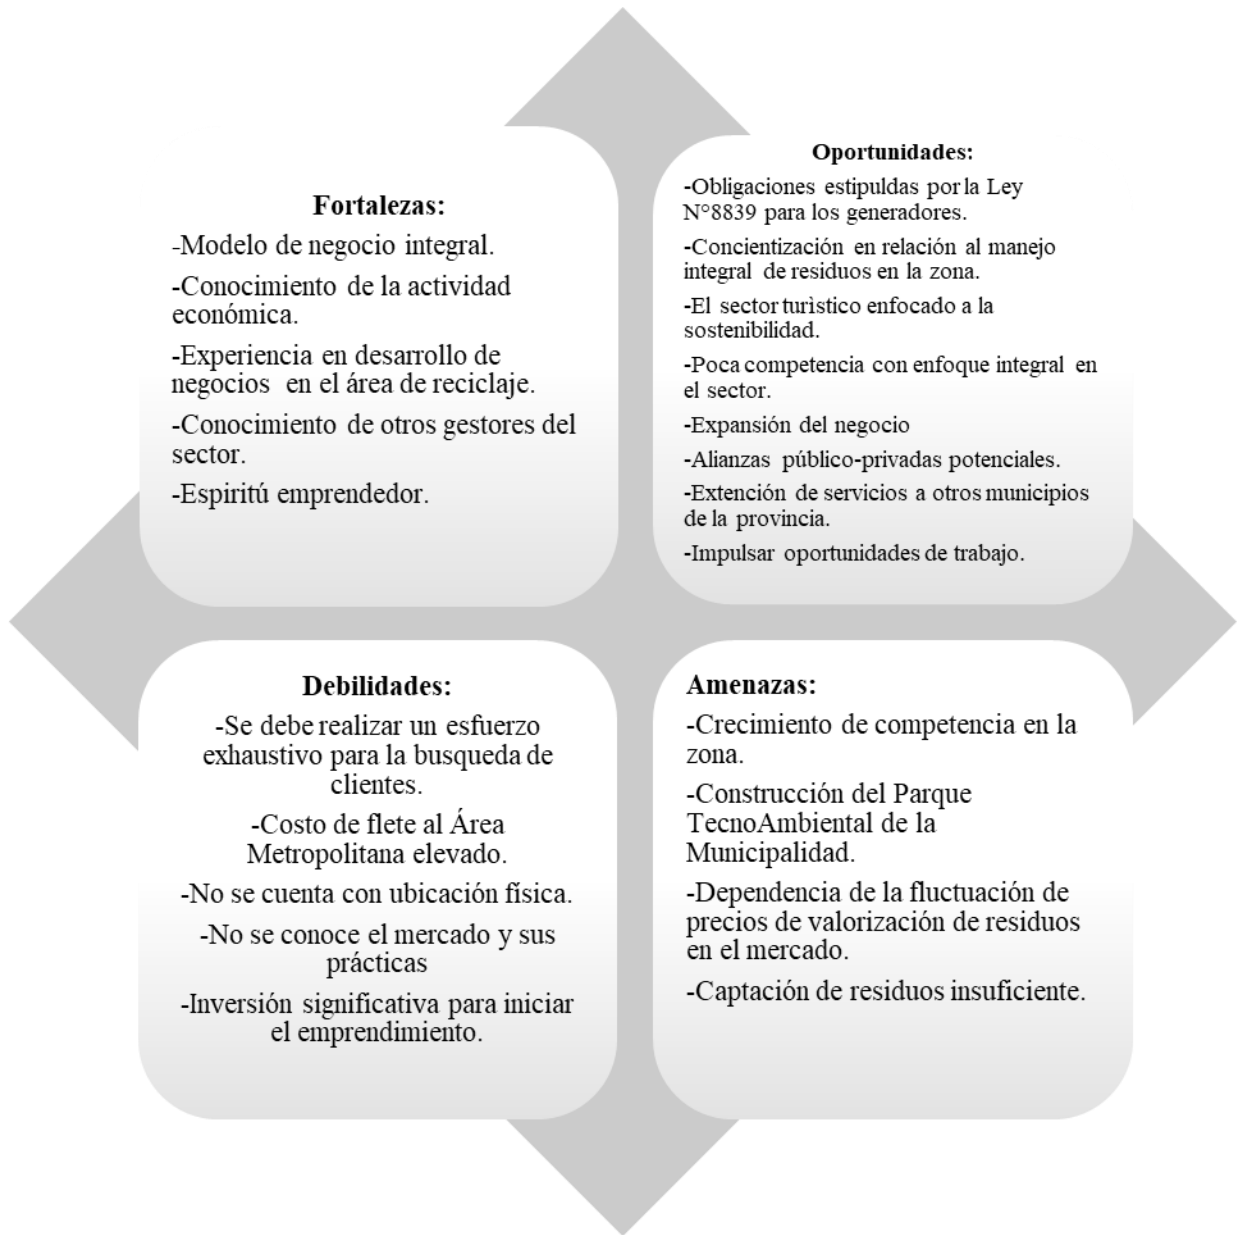 Fortalezas:
-Modelo de negocio integral.
-Conocimiento de la actividad
económica.
-Experiencia en desarrollo de
negocios en el área de reciclaje.
-Conocimiento de otros gestores del
sector.
-Espiritú emprendedor.
Oportunidades:
-Obligaciones estipuldas por la Ley
N°8839 para los generadores.
-Concientización en relación al manejo
integral de residuos en la zona.
-El sector turìstico enfocado a la
sostenibilidad.
-Poca competencia con enfoque integral en
el sector.
-Expansión del negocio
-Alianzas público-privadas potenciales.
-Extención de servicios a otros municipios
de la provincia.
-Impulsar oportunidades de trabajo.
Debilidades:
-Se debe realizar un esfuerzo
exhaustivo para la busqueda de
clientes.
-Costo de flete al Área
Metropolitana elevado.
-No se cuenta con ubicación física.
-No se conoce el mercado y sus
prácticas
-Inversión significativa para iniciar
el emprendimiento.
Amenazas:
-Crecimiento de competencia en la
zona.
-Construcción del Parque
TecnoAmbiental de la
Municipalidad.
-Dependencia de la fluctuación de
precios de valorización de residuos
en el mercado.
-Captación de residuos insuficiente.